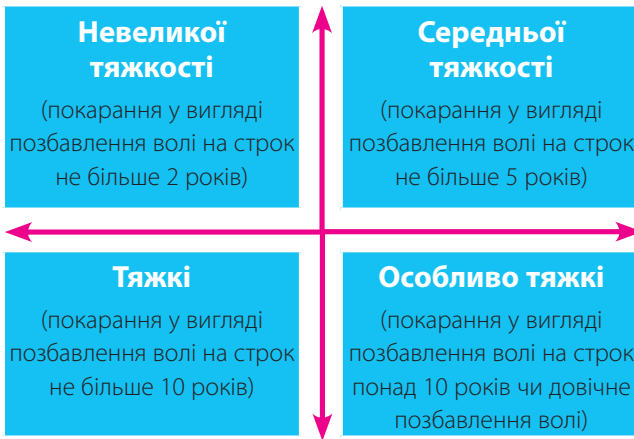 Невеликої
тяжкості
(покарання у вигляді
позбавлення волі на строк
не більше 2 років)
Середньої
тяжкості
(покарання у вигляді
позбавлення волі на строк
не більше 5 років)
Тяжкі
(покарання у вигляді
позбавлення волі на строк
не більше 10 років)
Особливо тяжкі
(покарання у вигляді
позбавлення волі на строк
понад 10 років чи довічне
позбавлення волі)